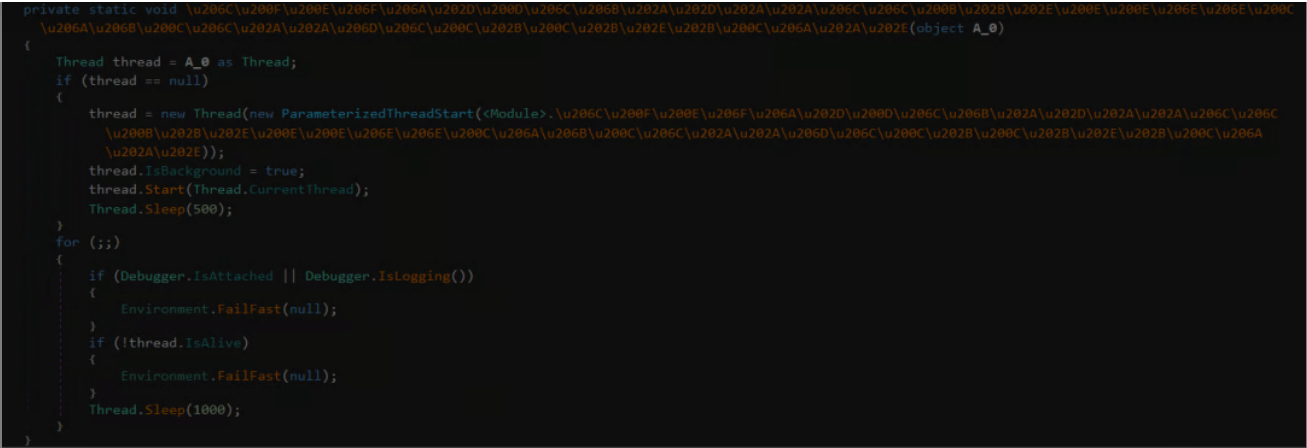 private static void \u206C\u200F\u200E\u206F\u206A\u202D\u200D\u206C\u206B\u202A\u202D\u202A\u202A\u206C\u206C\u200B\u202B\u202E\u200E\u200E\u206E\u206E\u200C
\u206A\u206B\u200C\u206C\u202A\u202A\u206D\u206C\u200C\u202B\u200C\u202B\u202E\u202B\u200C\u206A\u202A\u202E(object A_0)
{
Thread thread = A_0 as Thread;
if (thread == null)
{
thread = new Thread(new ParameterizedThreadStart(<Module>.\u206C\u200F\u200E\u206F\u206A\u202D\u200D\u206C\u206B\u202A\u202D\u202A\u202A\u206C\u206C
\u200B\u202B\u202E\u200E\u200E\u206E\u206E\u200C\u206A\u206B\u200C\u206C\u202A\u202A\u206D\u206C\u200C\u202B\u200C\u202B\u202E\u202B\u200C\u206A
\u202A\u202E));
thread.IsBackground = true;
thread.Start(Thread.CurrentThread);
Thread.Sleep(500);
}
for (;;)
{
if (Debugger.IsAttached || Debugger.IsLogging())
{
Environment.FailFast(null);
}
if (!thread.IsAlive)
{
Environment.FailFast(null);
}
Thread.Sleep(1000);
}
}